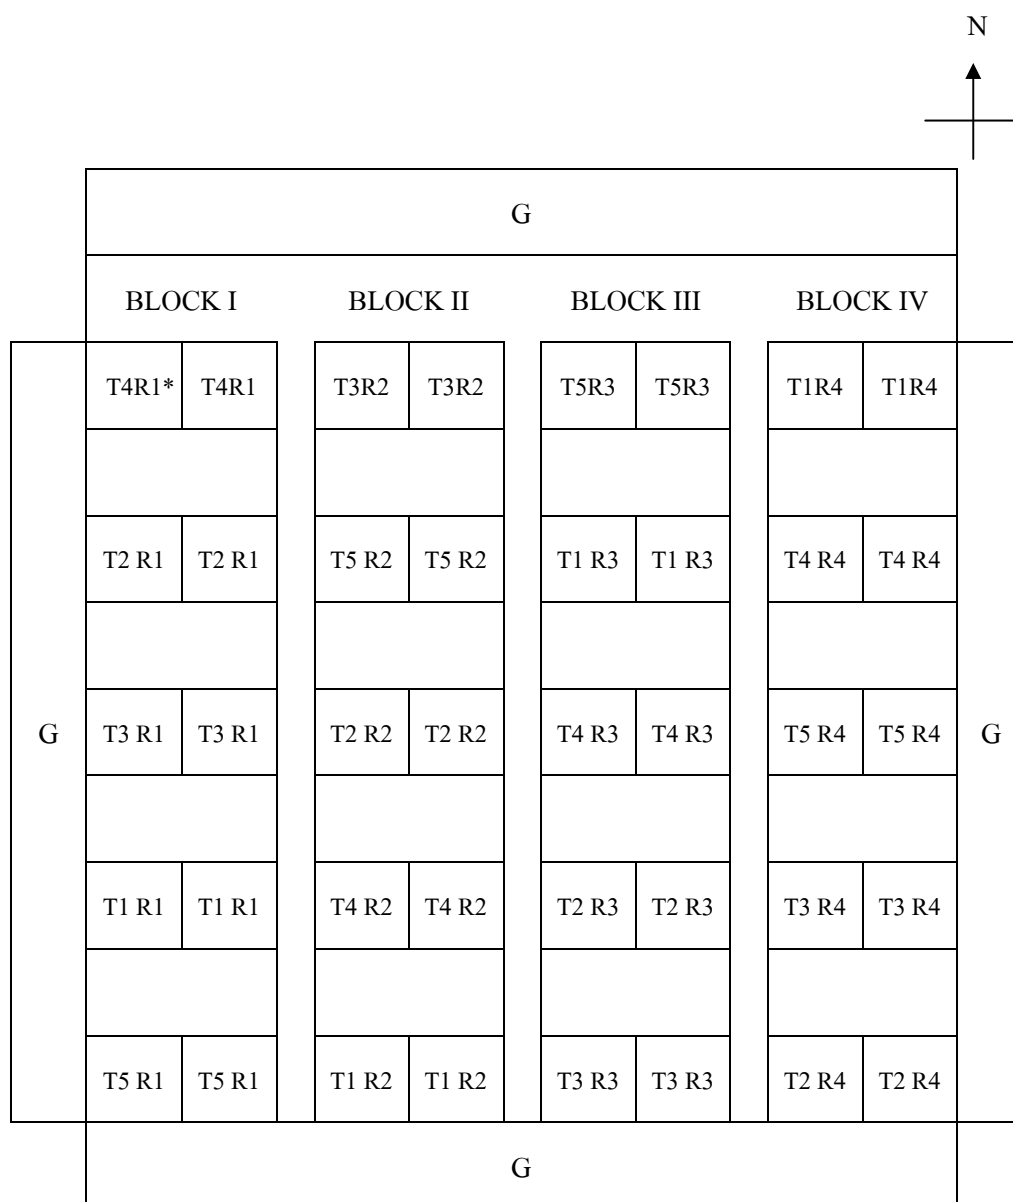 N
G
BLOCK I BLOCK II BLOCK III BLOCK IV
T4R1* T4R1 T3R2 T3R2 T5R3 T5R3 T1R4 T1R4
T2 R1 T2 R1 T5 R2 T5 R2 T1 R3 T1 R3 T4 R4 T4 R4
G T3 R1 T3 R1 T2 R2 T2 R2 T4 R3 T4 R3 T5 R4 T5 R4 G
T1 R1 T1 R1 T4 R2 T4 R2 T2 R3 T2 R3 T3 R4 T3 R4
T5 R1 T5 R1 T1 R2 T1 R2 T3 R3 T3 R3 T2 R4 T2 R4
G